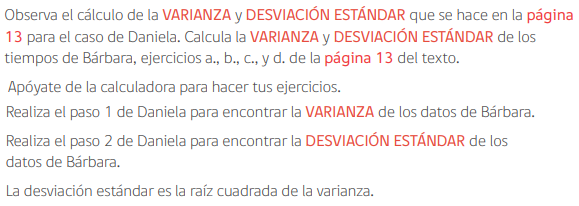 Observa el cálculo de la VARIANZA y DESVIACIÓN ESTÁNDAR que se hace en la página
13 para el caso de Daniela. Calcula la VARIANZA y DESVIACIÓN ESTÁNDAR de los
tiempos de Bárbara, ejercicios a., b., c., y d. de la página 13 del texto.
Apóyate de la calculadora para hacer tus ejercicios.
Realiza el paso 1 de Daniela para encontrar la VARIANZA de los datos de Bárbara.
Realiza el paso 2 de Daniela para encontrar la DESVIACIÓN ESTÁNDAR de los
datos de Bárbara.
La desviación estándar es la raíz cuadrada de la varianza.